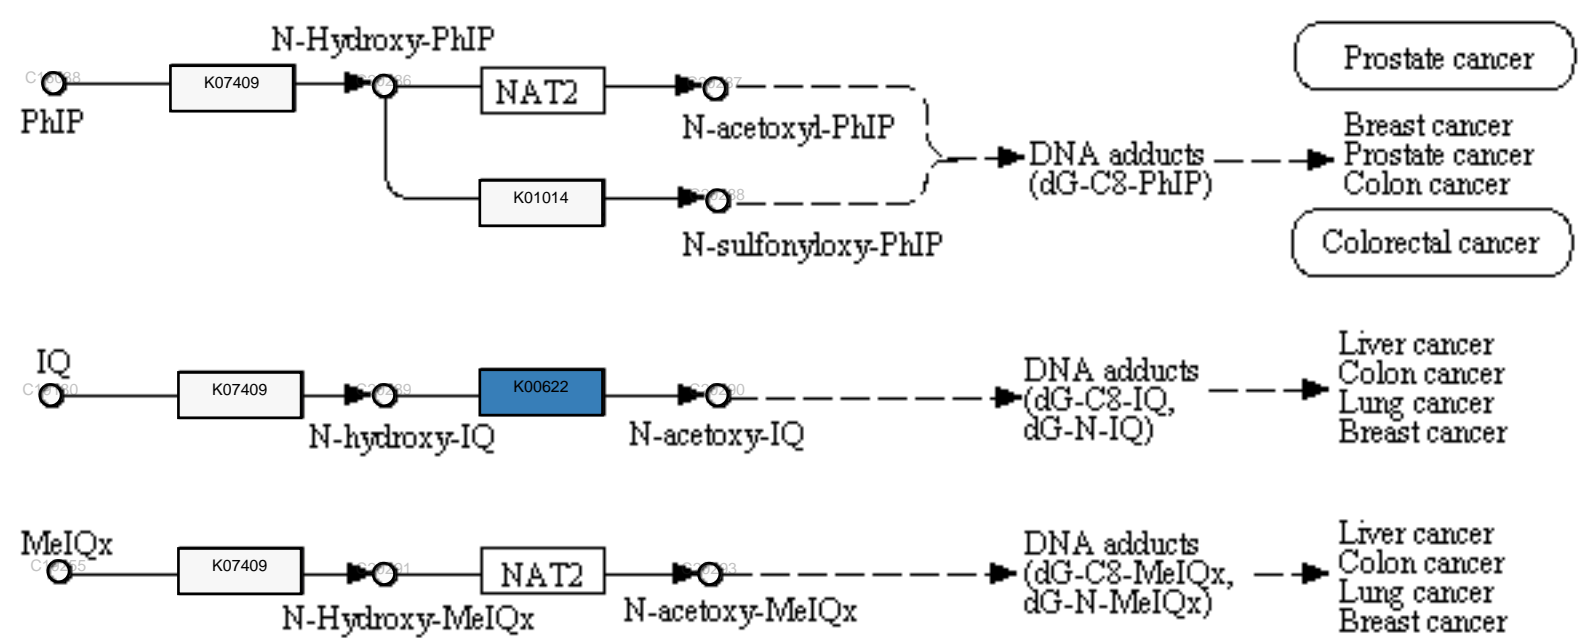 N-Hydroxy-PhIP
K07409
PhIP
NAT2
N-acetoxyl-PhIP
K01014
N-sulfonyloxy-PhIP
DNA adducts
(dG-C8-PhIP)
Prostate cancer
Breast cancer
Prostate cancer
Colon cancer
Colorectal cancer
IQ
K07409
N-hydroxy-IQ
K00622
N-acetoxy-IQ
DNA adducts
(dG-C8-IQ,
dG-N-IQ)
Liver cancer
Colon cancer
Lung cancer
Breast cancer
MeIQx
K07409
N-Hydroxy-MeIQx
NAT2
N-acetoxy-MeIQx
DNA adducts
(dG-C8-MeIQx,
dG-N-MeIQx)
Liver cancer
Colon cancer
Lung cancer
Breast cancer